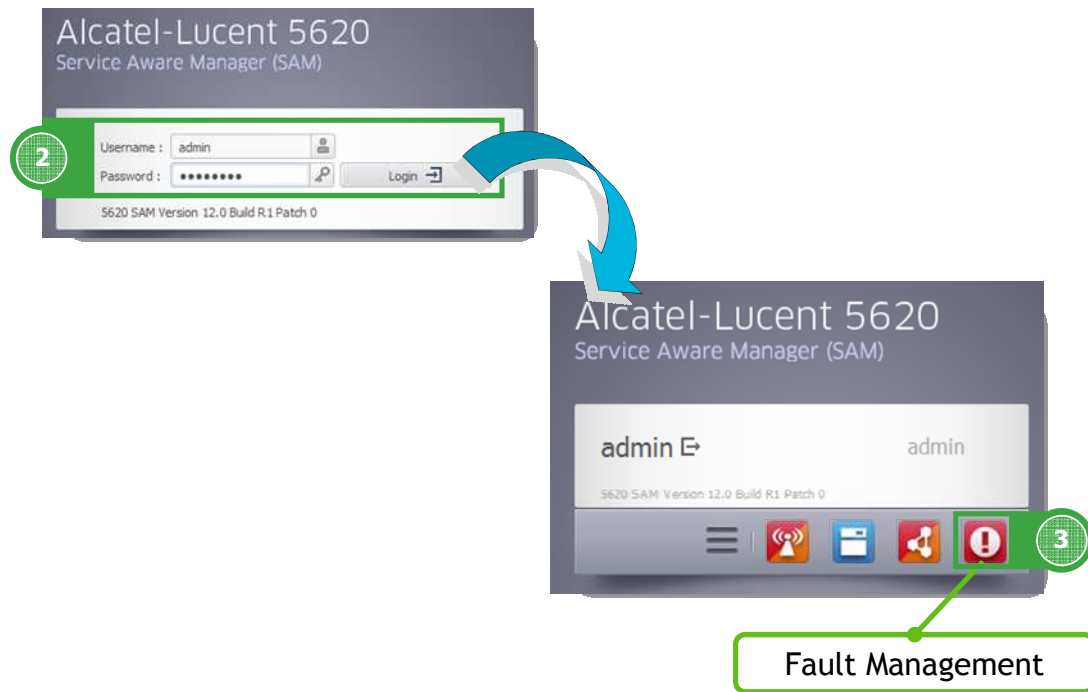 Alcatel-Lucent 5620
Service Aware Manager (SAM)
2
Username : admin
Password : ••••••••
Login
5620 SAM Version 12.0 Build R1 Patch 0
Alcatel-Lucent 5620
Service Aware Manager (SAM)
admin admin
5620 SAM Version 12.0 Build R1 Patch 0
3
Fault Management